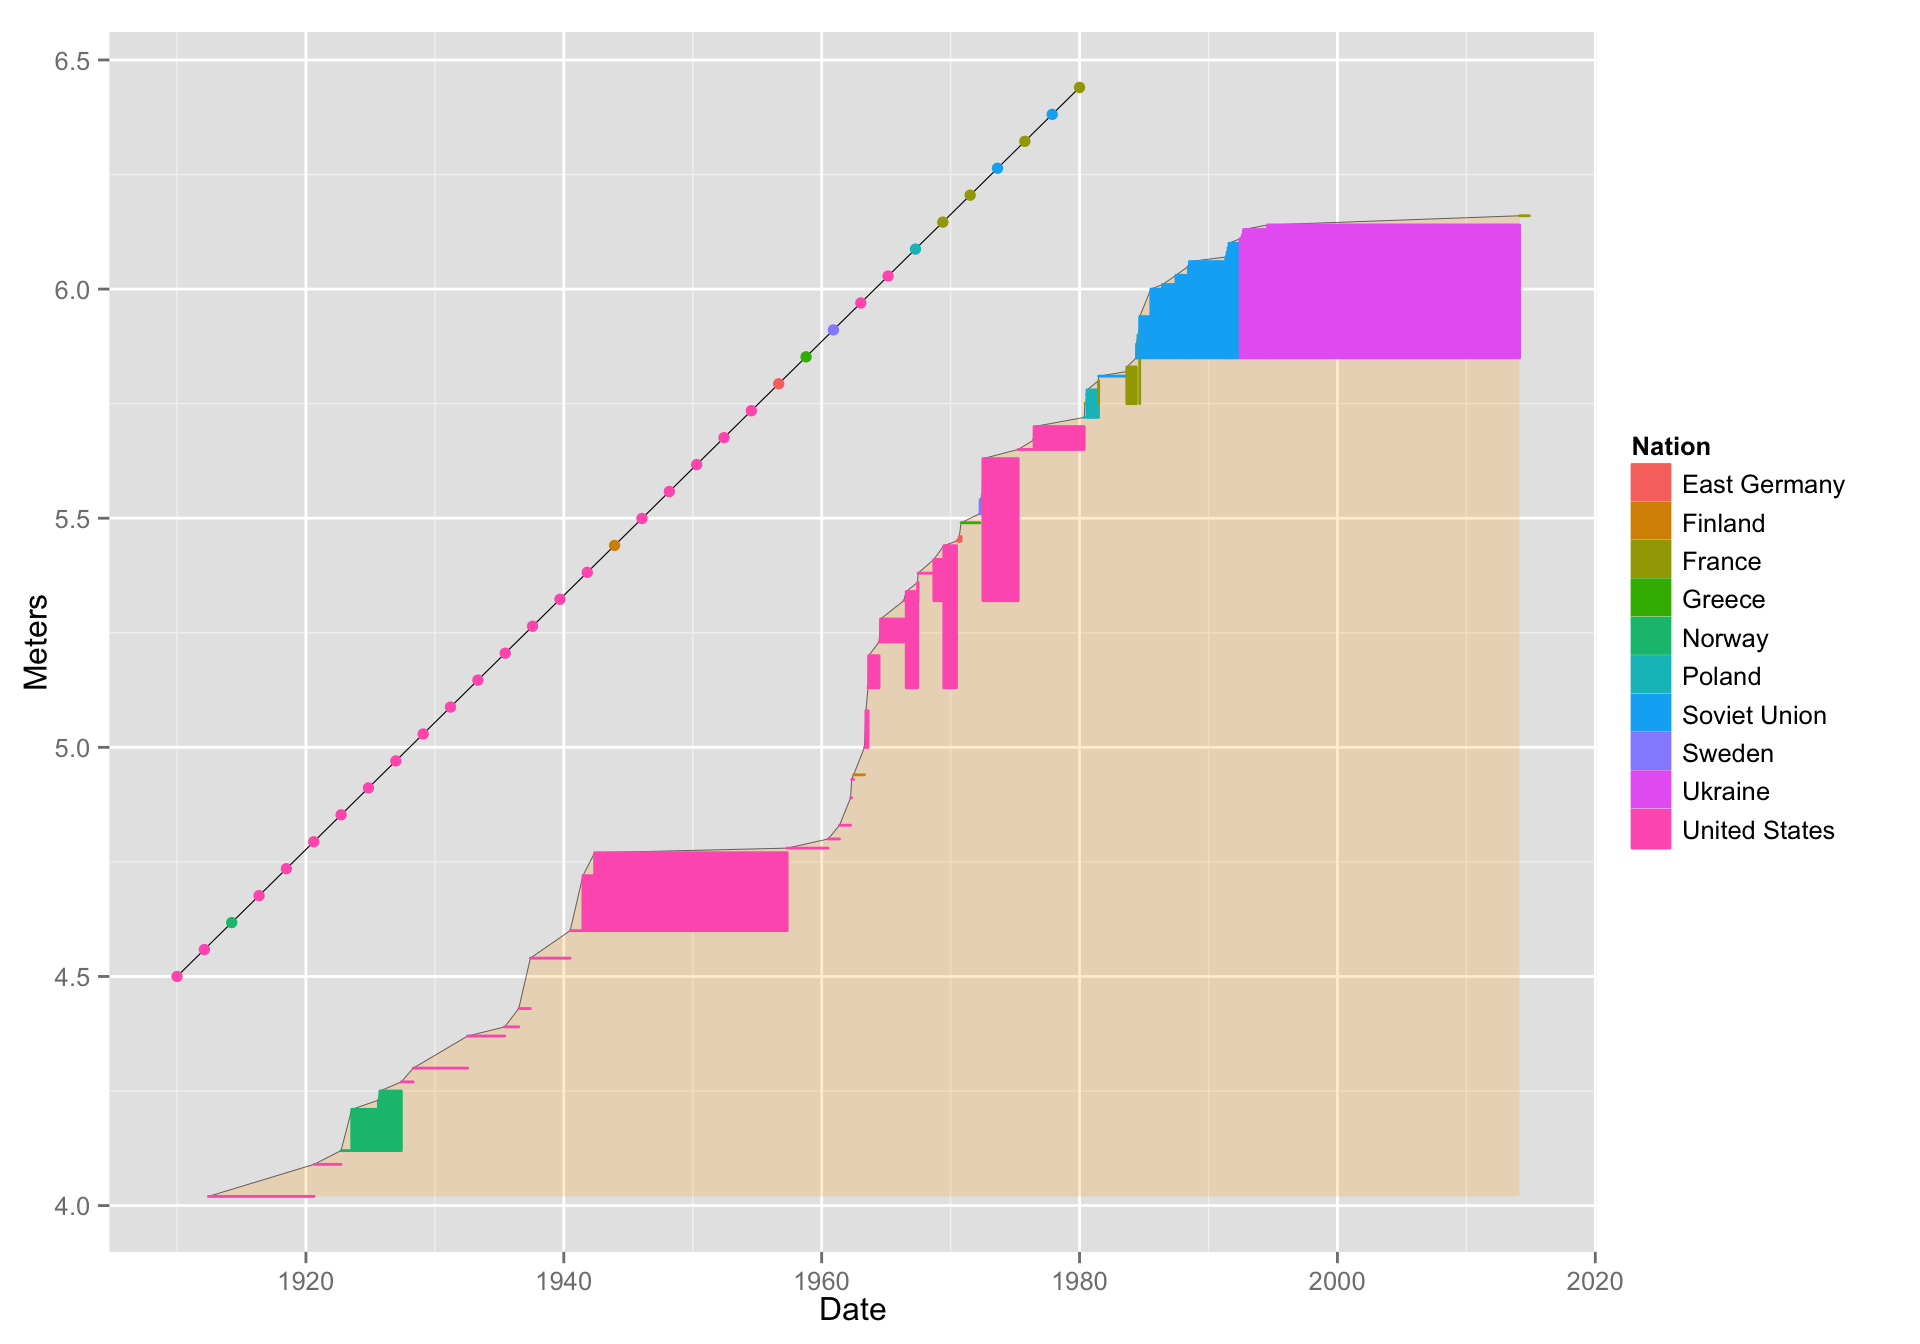 6.5
6.0
5.5
5.0
4.5
4.0
Meters
1920 1940 1960 1980 2000 2020
Date
Nation
East Germany
Finland
France
Greece
Norway
Poland
Soviet Union
Sweden
Ukraine
United States